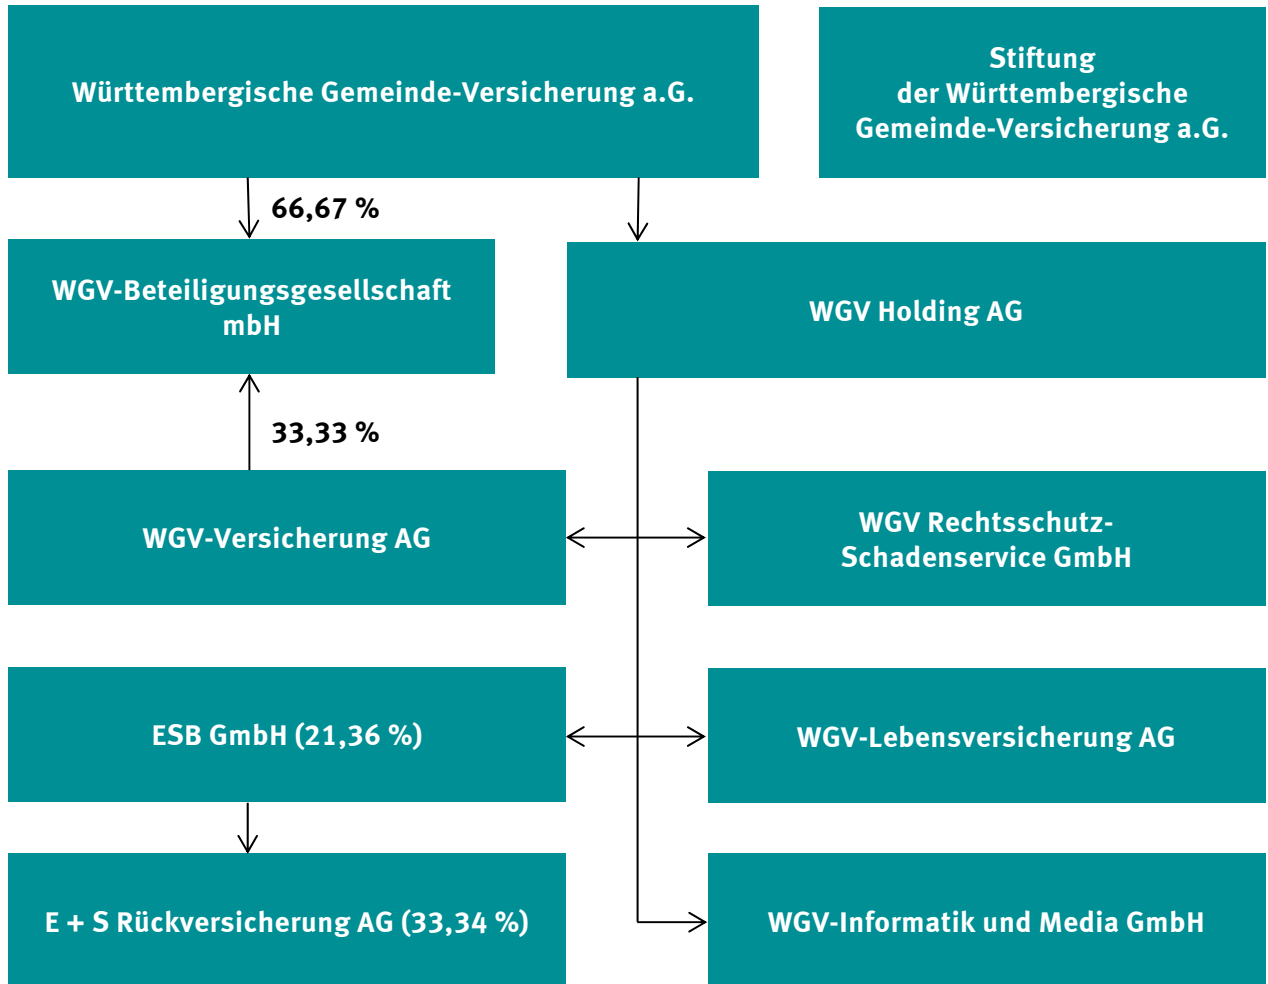 Württembergische Gemeinde-Versicherung a.G.
Stiftung
der Württembergische
Gemeinde-Versicherung a.G.
66,67 %
WGV-Beteiligungsgesellschaft
mbH
WGV Holding AG
33,33 %
WGV-Versicherung AG
WGV Rechtsschutz-
Schadenservice GmbH
ESB GmbH (21,36 %)
WGV-Lebensversicherung AG
E + S Rückversicherung AG (33,34 %)
WGV-Informatik und Media GmbH